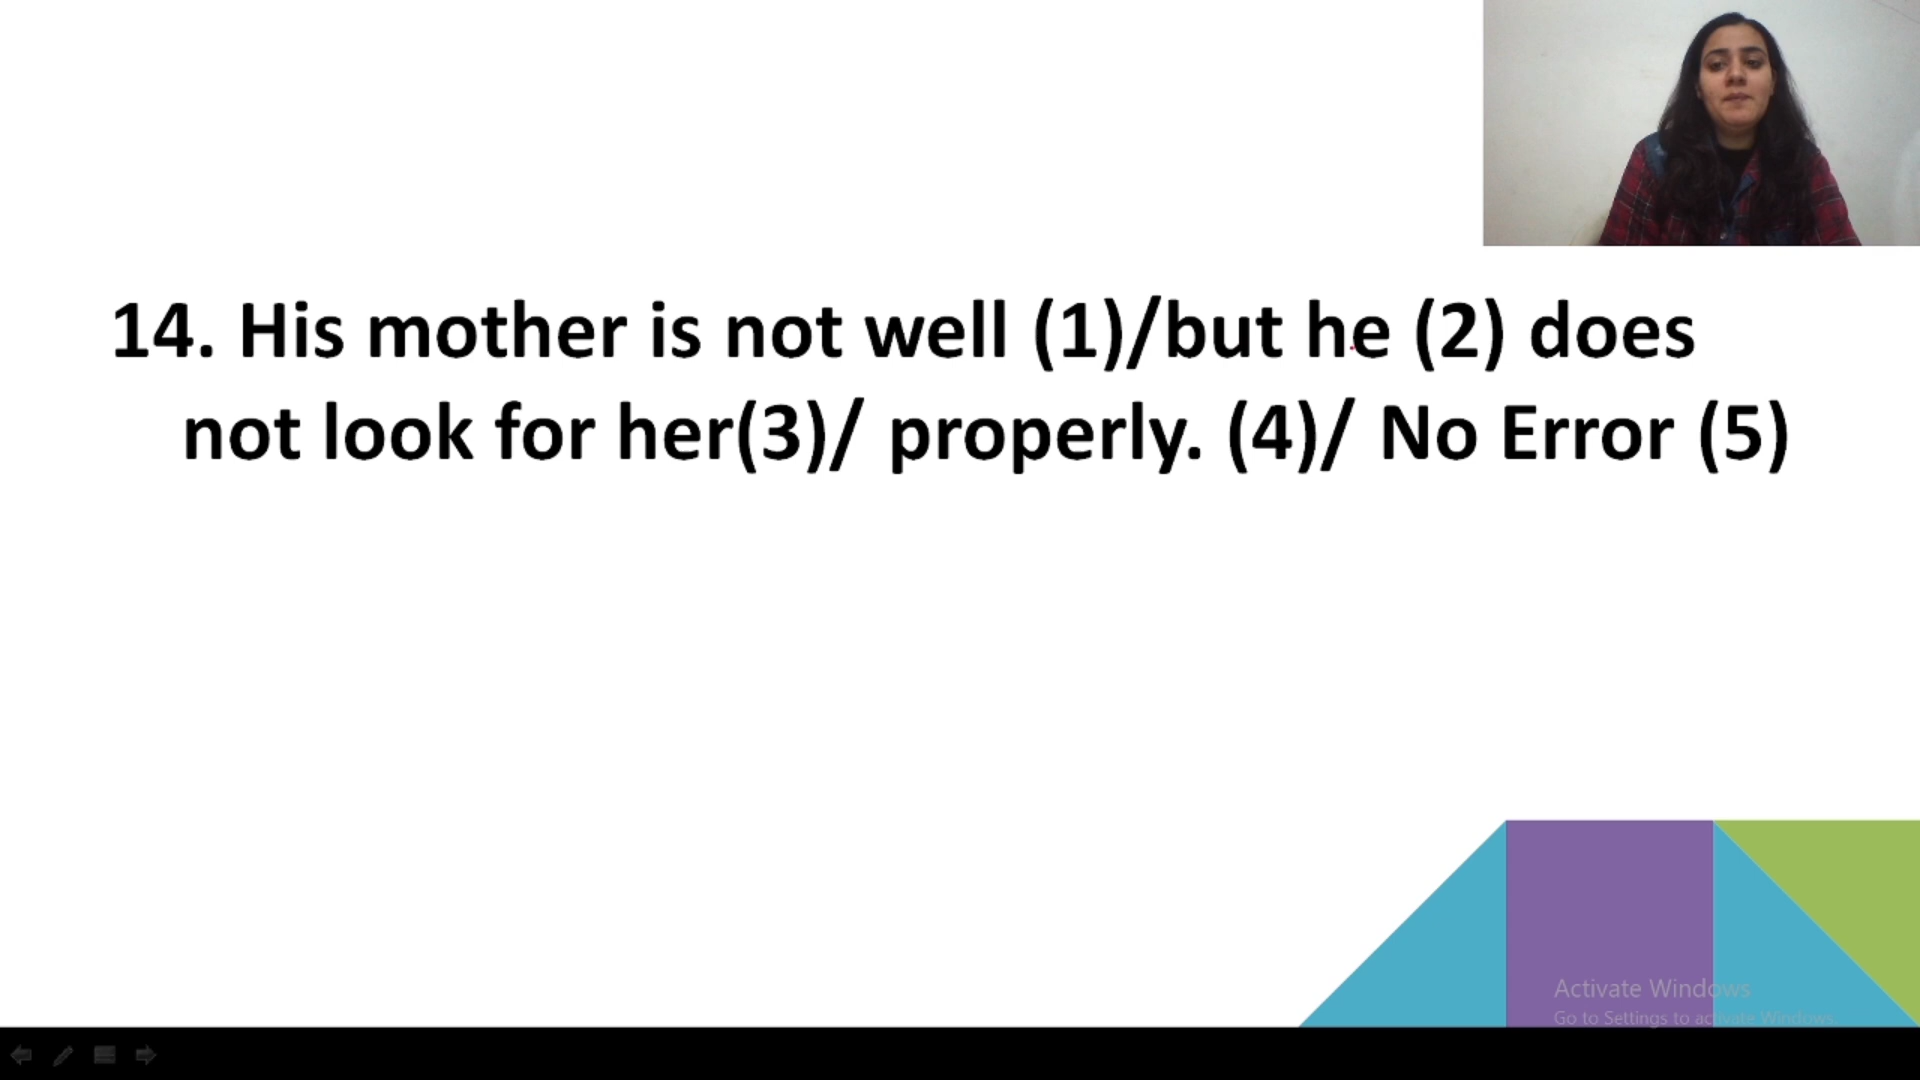 14. His mother is not well (1)/but he (2) does
not look for her(3)/ properly. (4)/ No Error (5)
Activate Windows
Go to Settings to activate Windows.